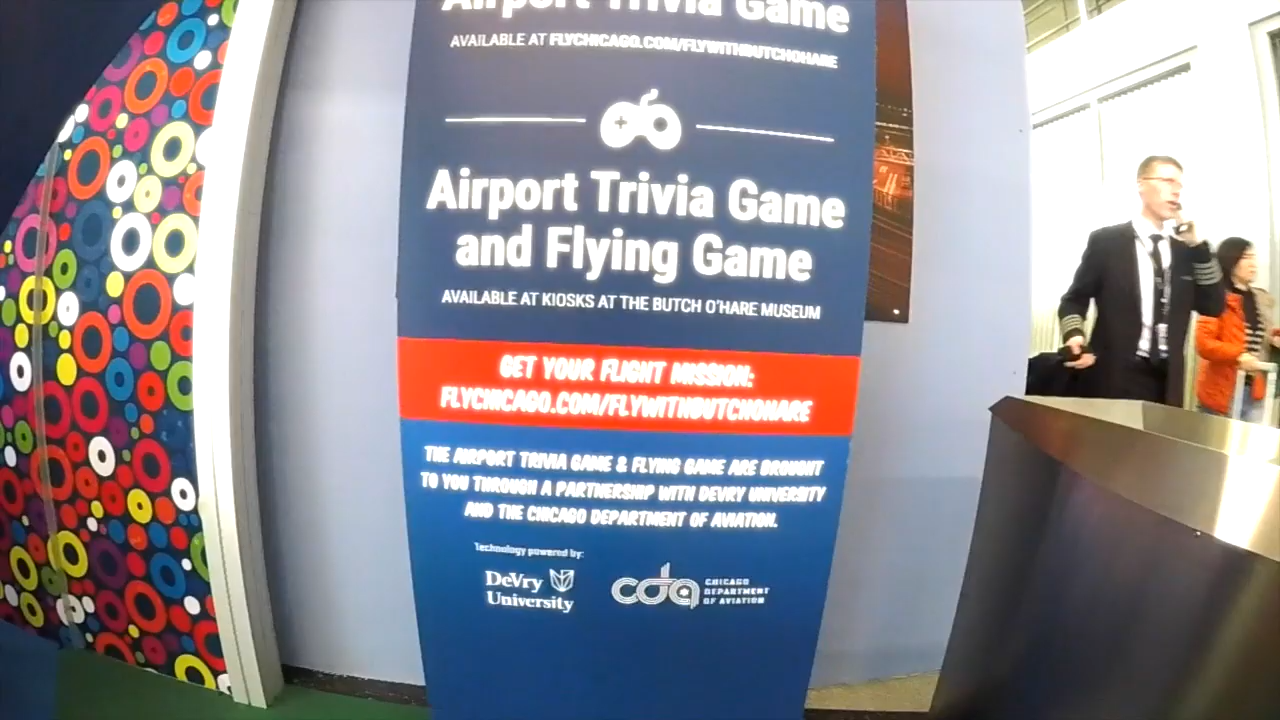 Airport Trivia Game
AVAILABLE AT FLYCHICAGO.COM/FLYWITHBUTCHOHARE
Airport Trivia Game
and Flying Game
AVAILABLE AT KIOSKS AT THE BUTCH O'HARE MUSEUM
GET YOUR FLIGHT MISSION:
FLYCHICAGO.COM/FLYWITHBUTCHOHARE
THE AIRPORT TRIVIA GAME & FLYING GAME ARE BROUGHT
TO YOU THROUGH A PARTNERSHIP WITH DEVRY UNIVERSITY
AND THE CHICAGO DEPARTMENT OF AVIATION.
Technology powered by:
DeVry
University
cda
CHICAGO
DEPARTMENT
OF AVIATION